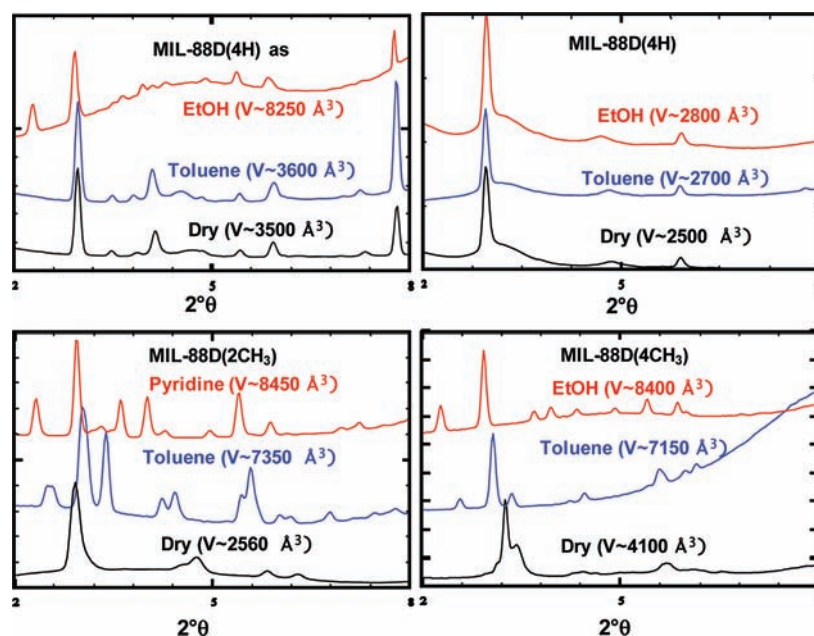 MIL-88D(4H) as
EtOH (V~8250 Å³)
Toluene (V~3600 Å³)
Dry (V~3500 Å³)
2 5 8
2°θ
MIL-88D(4H)
EtOH (V~2800 Å³)
Toluene (V~2700 Å³)
Dry (V~2500 Å³)
2 5
2°θ
MIL-88D(2CH₃)
Pyridine (V~8450 Å³)
Toluene (V~7350 Å³)
Dry (V~2560 Å³)
2 5 8
2°θ
MIL-88D(4CH₃)
EtOH (V~8400 Å³)
Toluene (V~7150 Å³)
Dry (V~4100 Å³)
2 5
2°θ